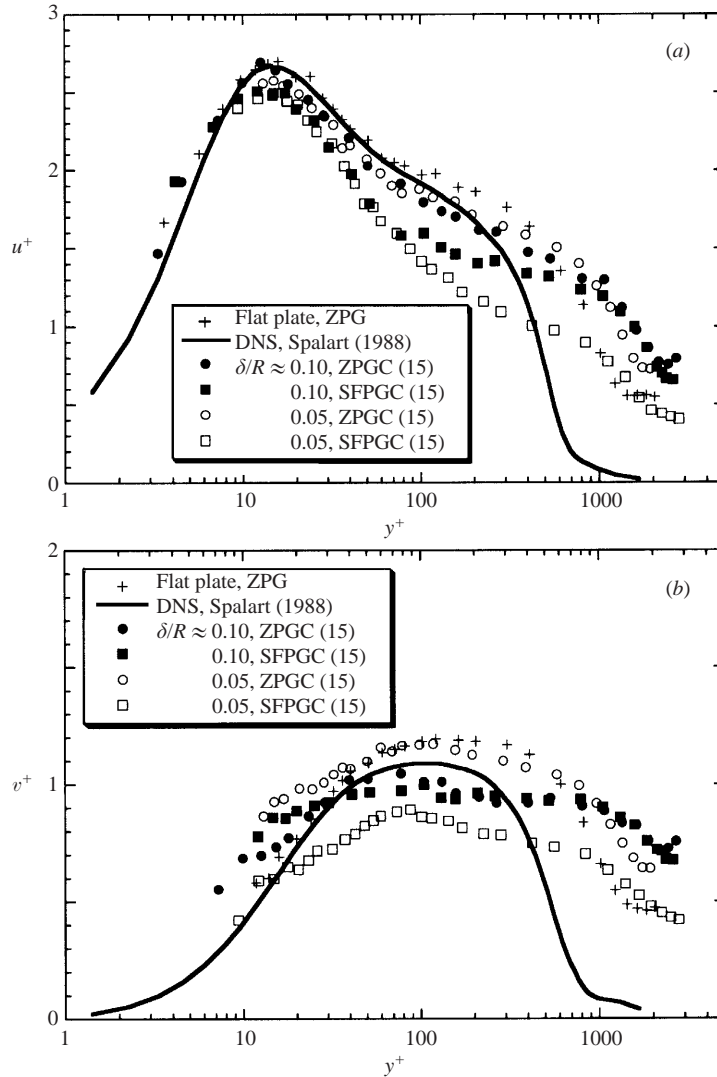 3
(a)
2
u+
1
Flat plate, ZPG
DNS, Spalart (1988)
δ/R ≈ 0.10, ZPGC (15)
0.10, SFPGC (15)
0.05, ZPGC (15)
0.05, SFPGC (15)
0
1 10 100 1000
y+
2
(b)
Flat plate, ZPG
DNS, Spalart (1988)
δ/R ≈ 0.10, ZPGC (15)
0.10, SFPGC (15)
0.05, ZPGC (15)
0.05, SFPGC (15)
v+
1
0
1 10 100 1000
y+